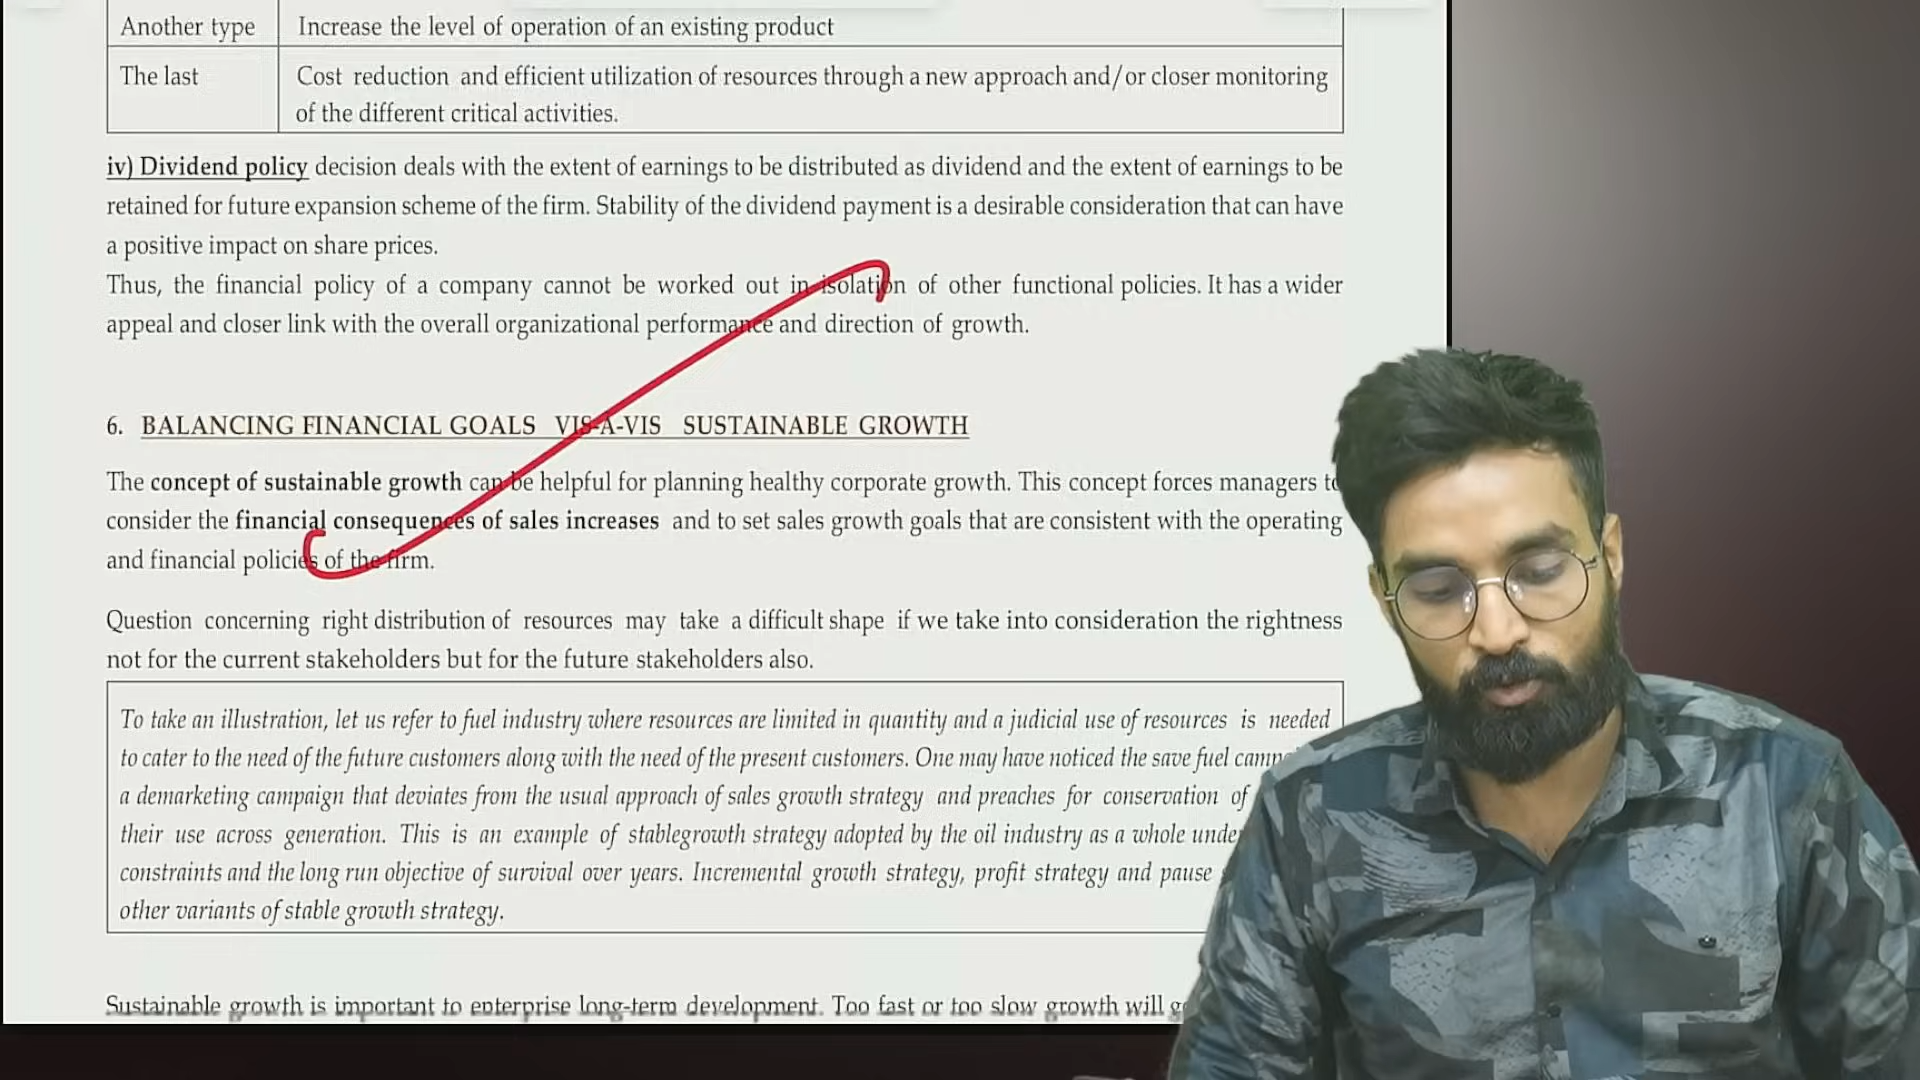 Another type Increase the level of operation of an existing product
The last Cost reduction and efficient utilization of resources through a new approach and/or closer monitoring
of the different critical activities.
iv) Dividend policy decision deals with the extent of earnings to be distributed as dividend and the extent of earnings to be
retained for future expansion scheme of the firm. Stability of the dividend payment is a desirable consideration that can have
a positive impact on share prices.
Thus, the financial policy of a company cannot be worked out in isolation of other functional policies. It has a wider
appeal and closer link with the overall organizational performance and direction of growth.
6. BALANCING FINANCIAL GOALS VIS-A-VIS SUSTAINABLE GROWTH
The concept of sustainable growth can be helpful for planning healthy corporate growth. This concept forces managers to
consider the financial consequences of sales increases and to set sales growth goals that are consistent with the operating
and financial policies of the firm.
Question concerning right distribution of resources may take a difficult shape if we take into consideration the rightness
not for the current stakeholders but for the future stakeholders also.
To take an illustration, let us refer to fuel industry where resources are limited in quantity and a judicial use of resources is needed
to cater to the need of the future customers along with the need of the present customers. One may have noticed the save fuel
a demarketing campaign that deviates from the usual approach of sales growth strategy and preaches for conservation of
their use across generation. This is an example of stablegrowth strategy adopted by the oil industry as a whole
constraints and the long run objective of survival over years. Incremental growth strategy, profit strategy and pause
other variants of stable growth strategy.
Sustainable growth is important to enterprise long-term development. Too fast or too slow growth will